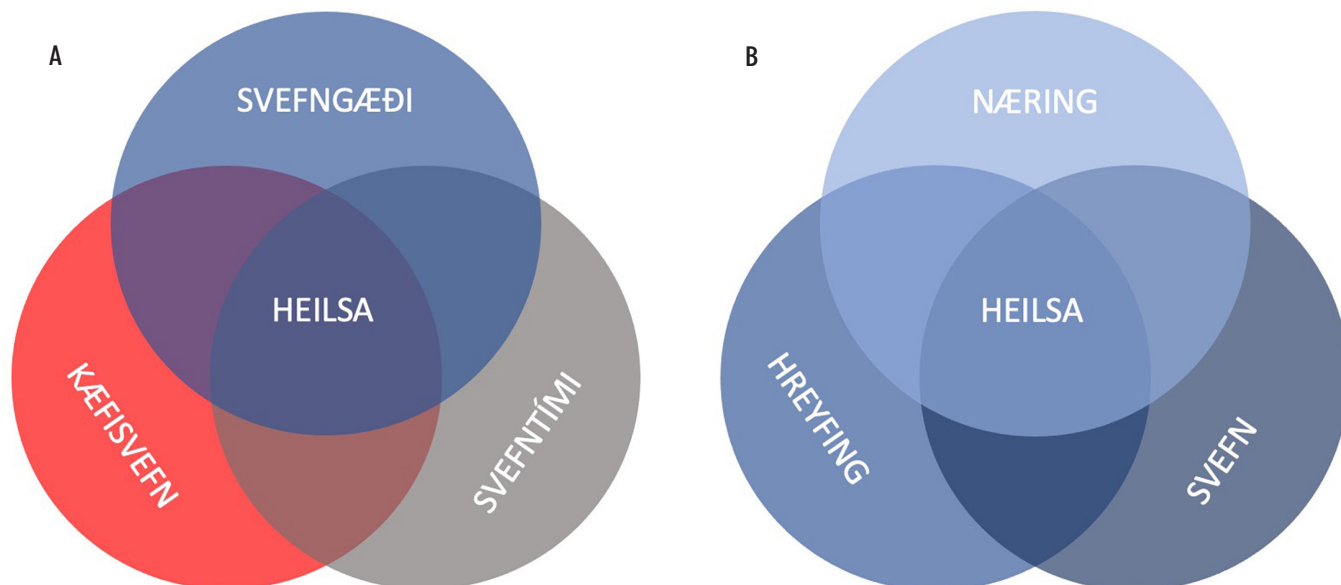 A
SVEFNGÆÐI
HEILSA
KÆFISVEFN
SVEFNTÍMI
B
NÆRING
HEILSA
HREYFING
SVEFN